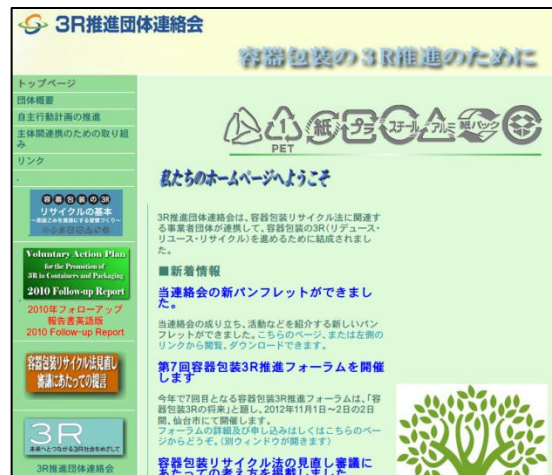 3R推進団体連絡会
容器包装の3R推進のために
トップページ
団体概要
自主行動計画の推進
主体間連携のための取り組
み
リンク
1
PET
紙
プラ
スチール
アルミ
紙パック
私たちのホームページへようこそ
3R推進団体連絡会は、容器包装リサイクル法に関連す
る事業者団体が連携して、容器包装の3R(リデュース・
リユース・リサイクル)を進めるために結成されまし
た。
■新着情報
当連絡会の新パンフレットができまし
た。
当連絡会の成り立ち、活動などを紹介する新しいパン
フレットができました。こちらのページ、または左側の
リンクから閲覧、ダウンロードできます。
第7回容器包装3R推進フォーラムを開催
します
今年で7回目となる容器包装3R推進フォーラムは、「容
器包装3Rの将来」と題し、2012年11月1日～2日の2日
間、仙台市にて開催します。
フォーラムの詳細及び申し込みはしくはこちらのペー
ジからどうぞ。(別ウィンドウが開きます)
容器包装リサイクル法の見直し審議に
あたっての考え方を掲載しました
容器包装の3R
リサイクルの基本
Voluntary Action Plan
for the Promotion of
3R in Containers and Packaging
2010 Follow-up Report
2010年フォローアップ
報告書英語版
2010 Follow-up Report
容器包装リサイクル法見直し
審議にあたっての提言
3R
未来へとつながる3R社会をめざして
3R推進団体連絡会